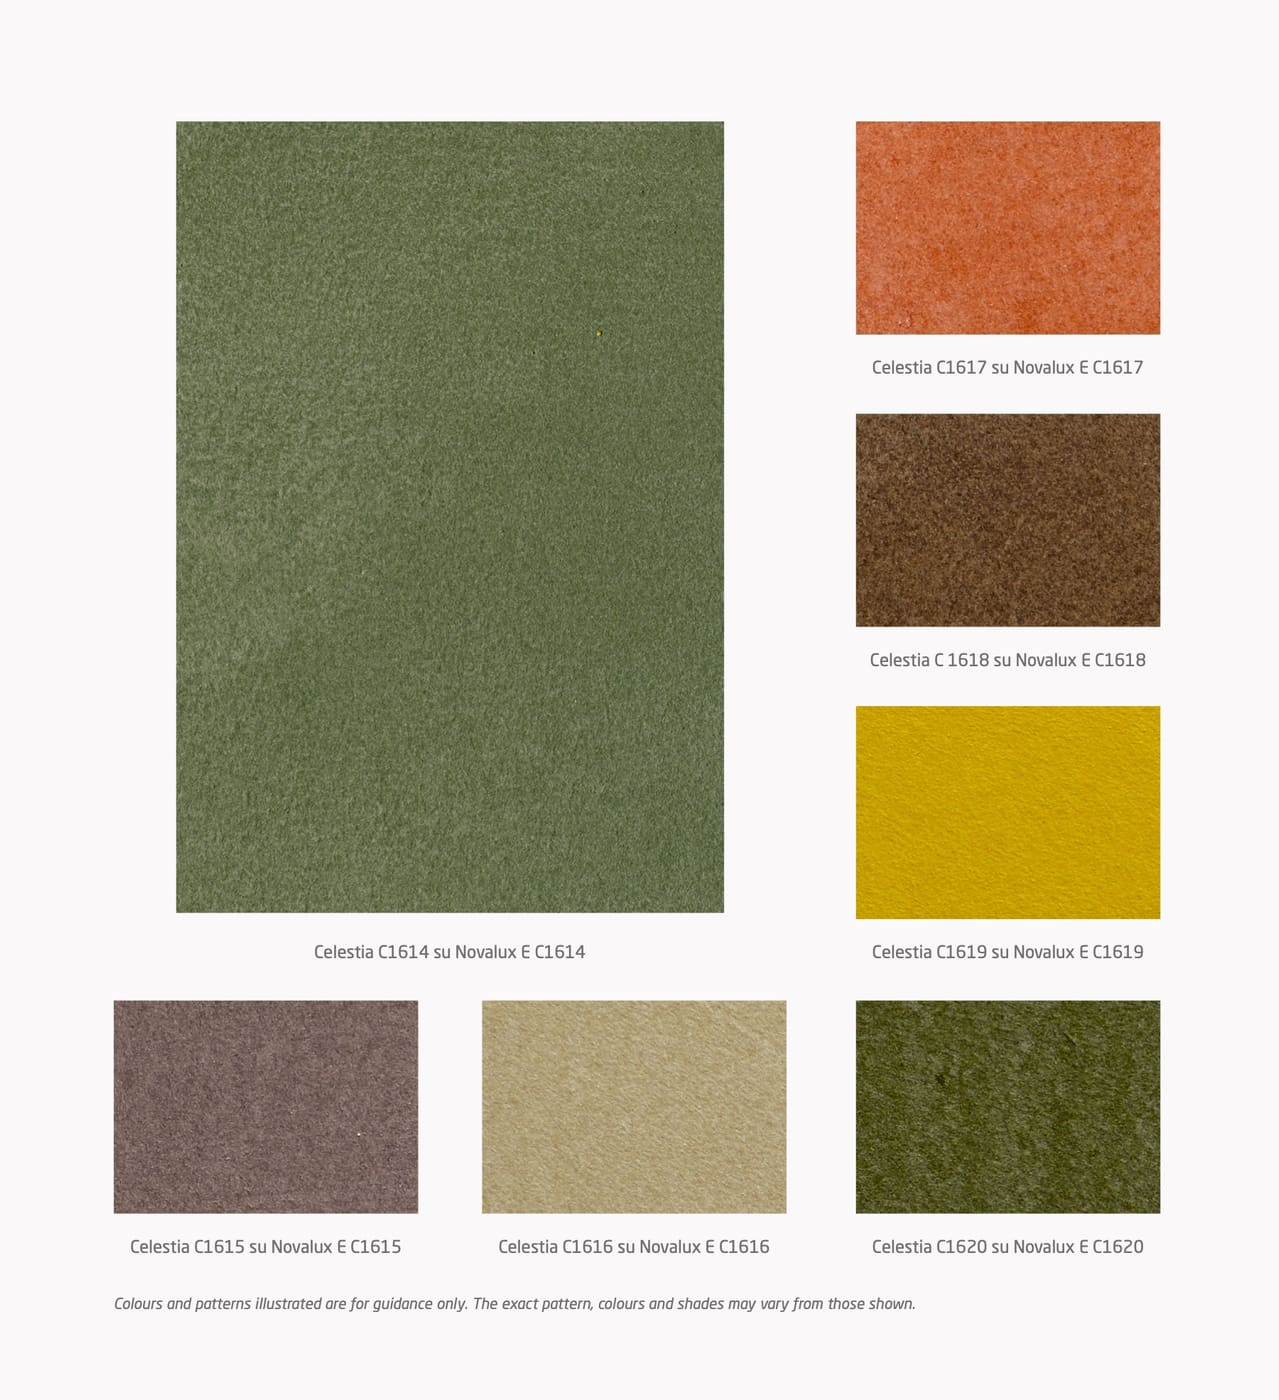 Celestia C1617 su Novalux E C1617
Celestia C 1618 su Novalux E C1618
Celestia C1614 su Novalux E C1614
Celestia C1619 su Novalux E C1619
Celestia C1615 su Novalux E C1615
Celestia C1616 su Novalux E C1616
Celestia C1620 su Novalux E C1620
Colours and patterns illustrated are for guidance only. The exact pattern, colours and shades may vary from those shown.